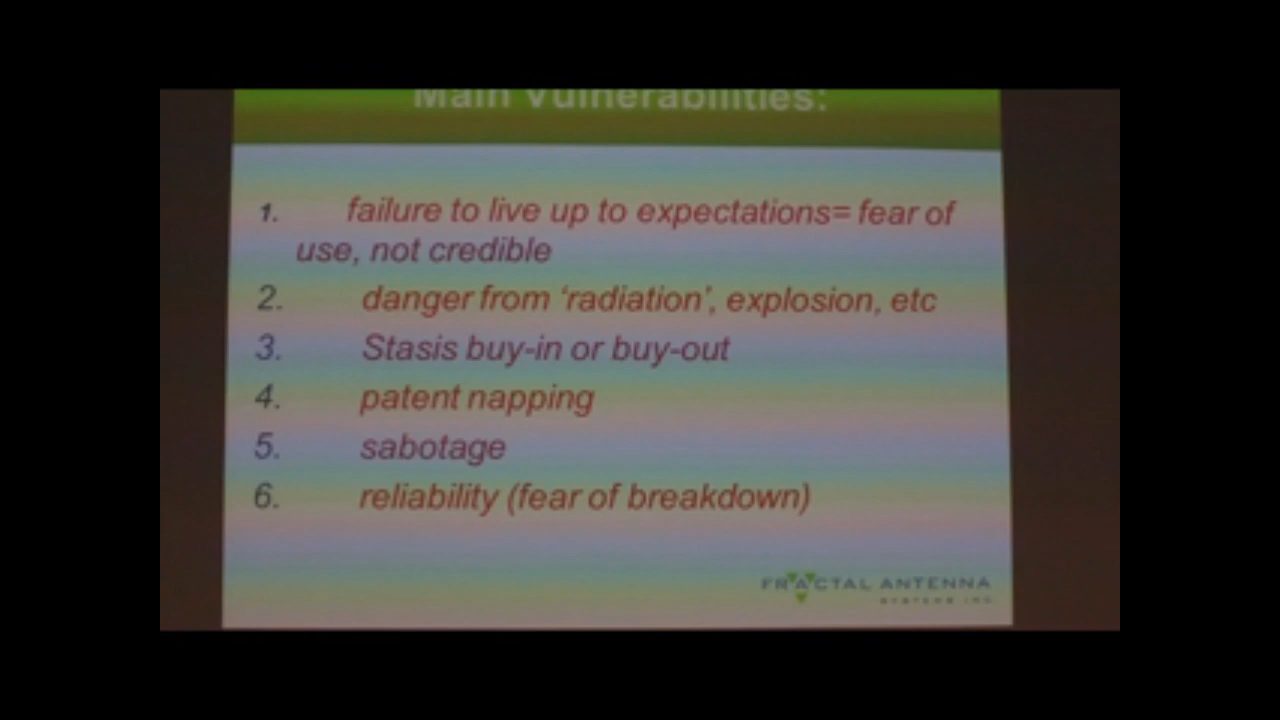 Main Vulnerabilities:
1. failure to live up to expectations= fear of
use, not credible
2. danger from ‘radiation’, explosion, etc
3. Stasis buy-in or buy-out
4. patent napping
5. sabotage
6. reliability (fear of breakdown)
FRACTAL ANTENNA
SYSTEMS INC